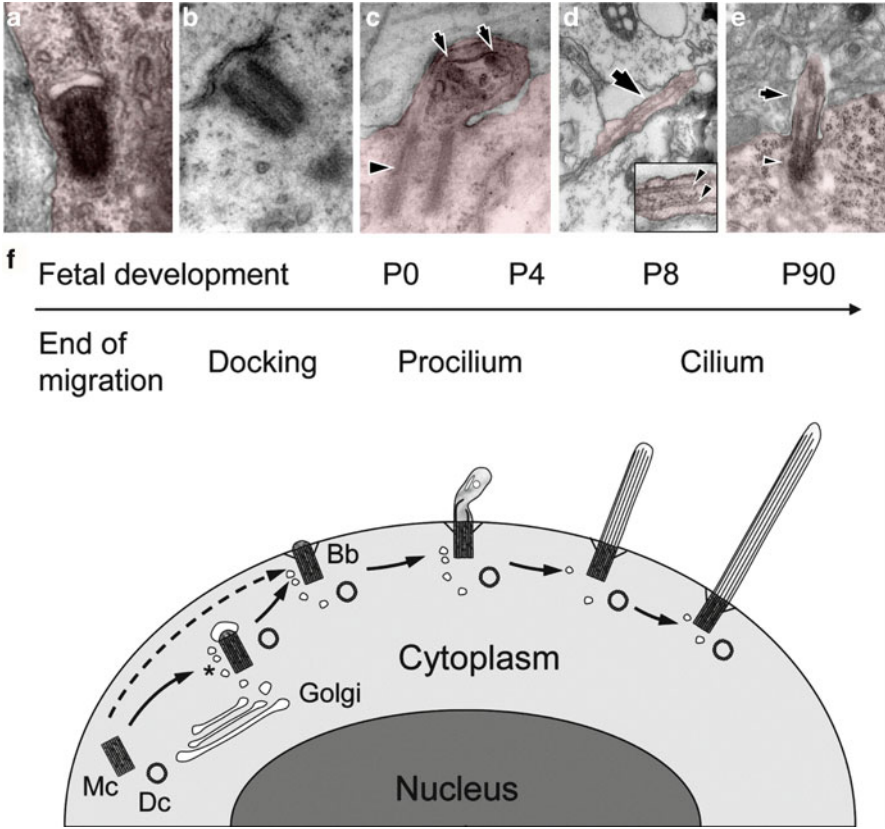 a b c d e
f
Fetal development P0 P4 P8 P90
End of migration Docking Procilium Cilium
Bb
*
Cytoplasm
Golgi
Mc
Dc
Nucleus